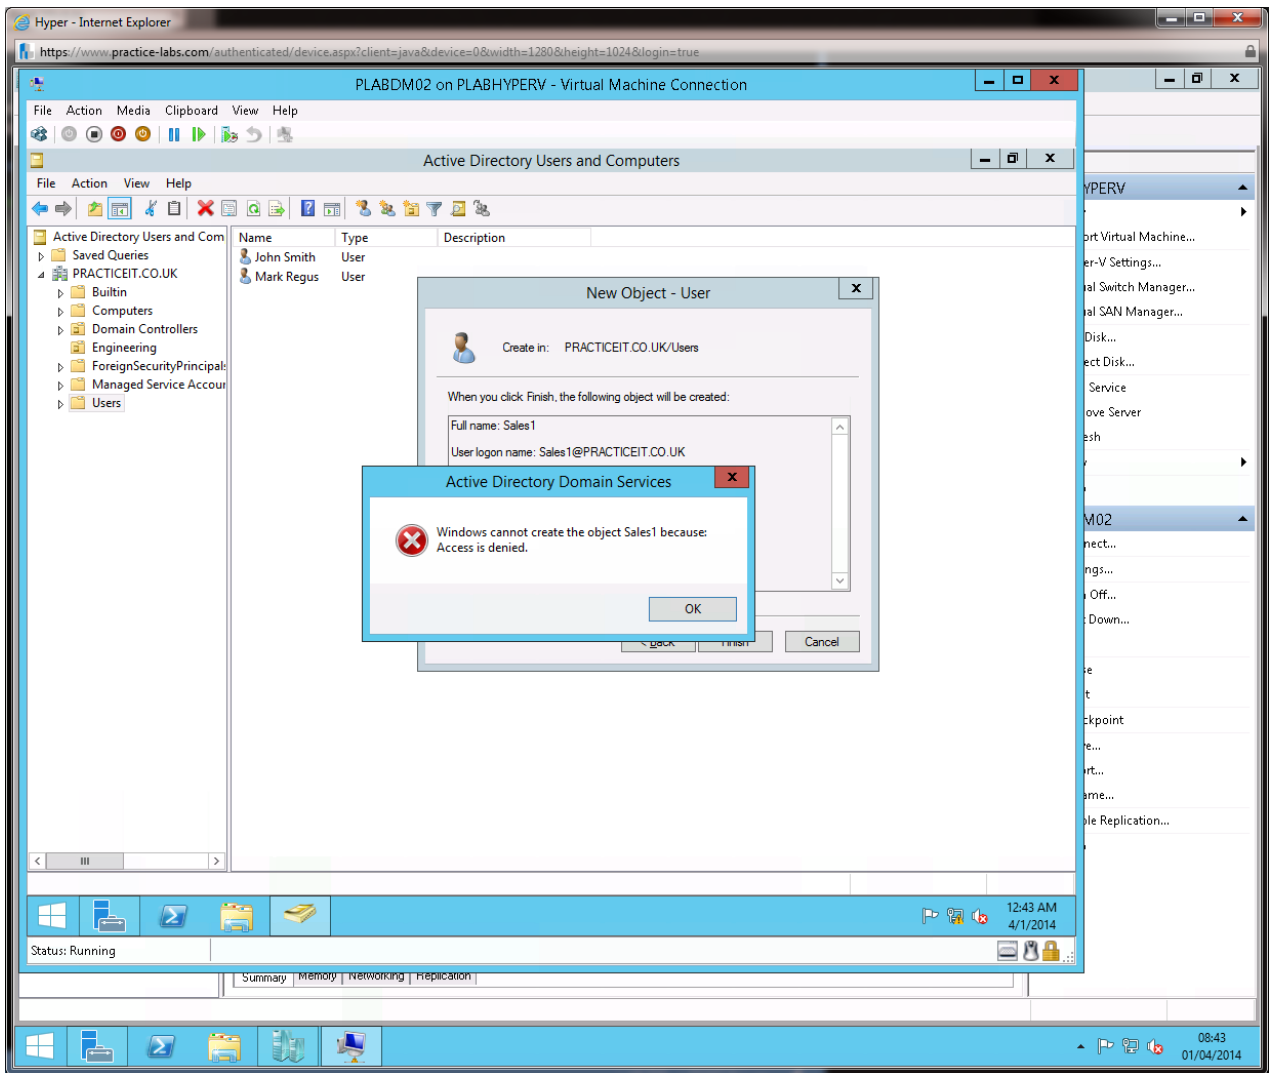 Hyper - Internet Explorer
https://www.practice-labs.com/authenticated/device.aspx?client=java&device=0&width=1280&height=1024&login=true
PLABDM02 on PLABHYPERV - Virtual Machine Connection
File Action Media Clipboard View Help
Active Directory Users and Computers
File Action View Help
Active Directory Users and Com
Saved Queries
PRACTICEIT.CO.UK
Builtin
Computers
Domain Controllers
Engineering
ForeignSecurityPrincipals
Managed Service Accour
Users
Name Type Description
John Smith User
Mark Regus User
New Object - User
Create in: PRACTICEIT.CO.UK/Users
When you click Finish, the following object will be created:
Full name: Sales1
User logon name: Sales1@PRACTICEIT.CO.UK
Active Directory Domain Services
Windows cannot create the object Sales1 because:
Access is denied.
OK
< Back Finish Cancel
YPERV
ort Virtual Machine...
er-V Settings...
al Switch Manager...
al SAN Manager...
Disk...
ect Disk...
Service
ove Server
esh
M02
nect...
ngs...
Off...
Down...
se
t
ckpoint
e...
rt...
ame...
ble Replication...
12:43 AM
4/1/2014
Status: Running
Summary Memory Networking Replication
08:43
01/04/2014